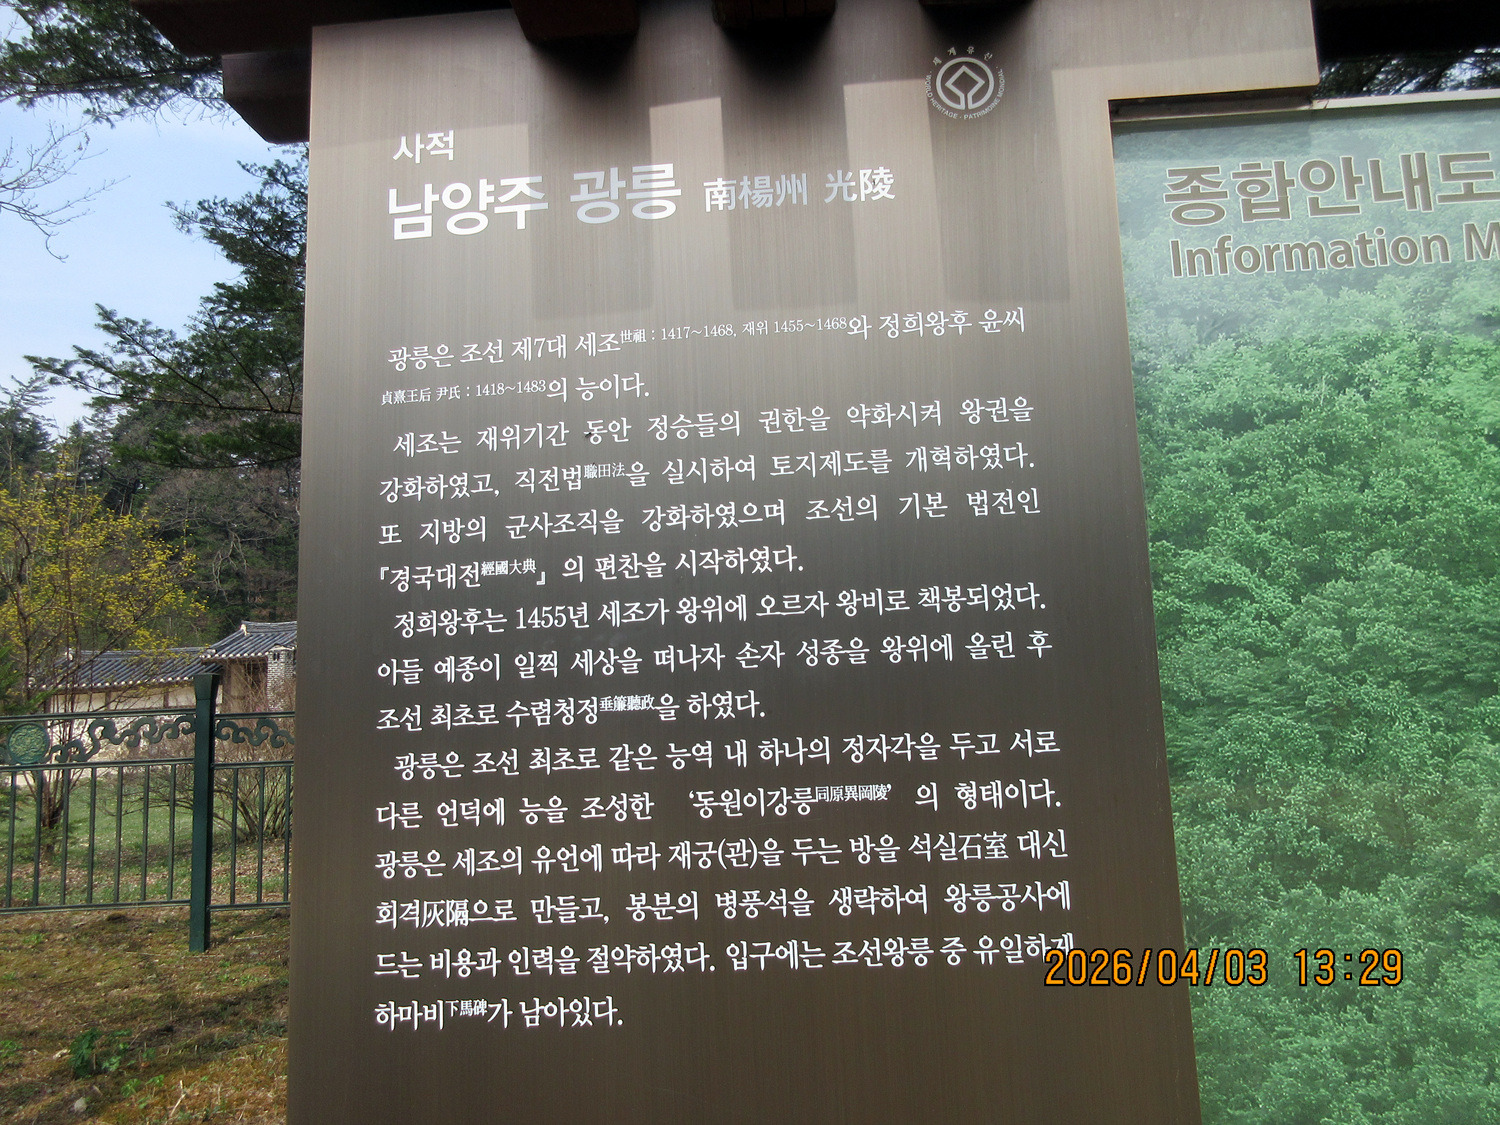 세계유산
WORLD HERITAGE · PATRIMOINE MONDIAL
사적
남양주 광릉 南楊州 光陵
광릉은 조선 제7대 세조世祖 : 1417~1468, 재위 1455~1468와 정희왕후 윤씨
貞熹王后 尹氏 : 1418~1483의 능이다.
세조는 재위기간 동안 정승들의 권한을 약화시켜 왕권을
강화하였고, 직전법職田法을 실시하여 토지제도를 개혁하였다.
또 지방의 군사조직을 강화하였으며 조선의 기본 법전인
『경국대전經國大典』의 편찬을 시작하였다.
정희왕후는 1455년 세조가 왕위에 오르자 왕비로 책봉되었다.
아들 예종이 일찍 세상을 떠나자 손자 성종을 왕위에 올린 후
조선 최초로 수렴청정垂簾聽政을 하였다.
광릉은 조선 최초로 같은 능역 내 하나의 정자각을 두고 서로
다른 언덕에 능을 조성한 ‘동원이강릉同原異岡陵’의 형태이다.
광릉은 세조의 유언에 따라 재궁(관)을 두는 방을 석실石室 대신
회격灰隔으로 만들고, 봉분의 병풍석을 생략하여 왕릉공사에
드는 비용과 인력을 절약하였다. 입구에는 조선왕릉 중 유일하게
하마비下馬碑가 남아있다.
종합안내도
Information M
2026/04/03 13:29